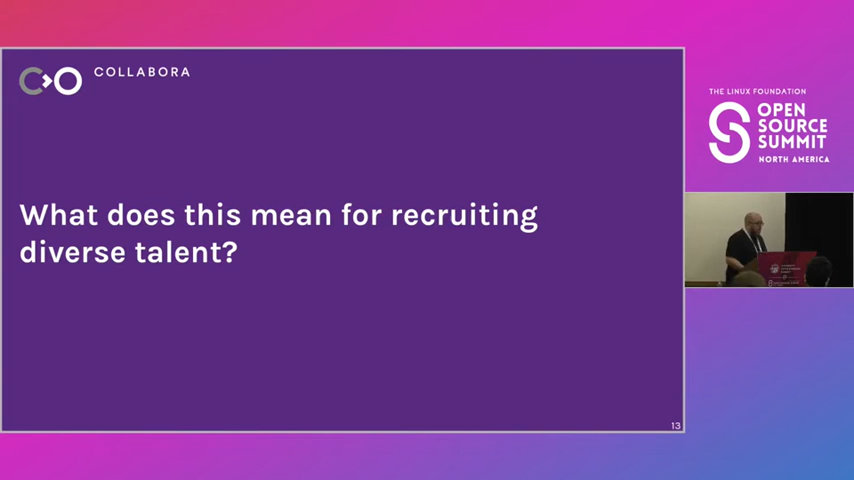 COLLABORA
What does this mean for recruiting
diverse talent?
13
THE LINUX FOUNDATION
OPEN
SOURCE
SUMMIT
NORTH AMERICA